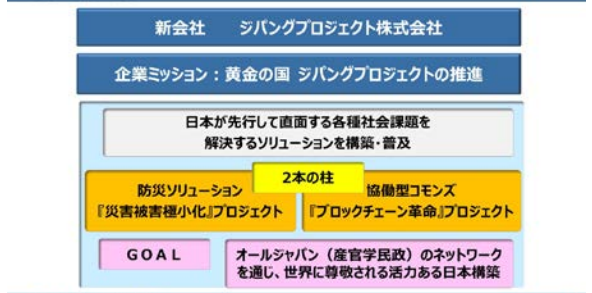 新会社　ジパングプロジェクト株式会社
企業ミッション：黄金の国 ジパングプロジェクトの推進
日本が先行して直面する各種社会課題を
解決するソリューションを構築・普及
2本の柱
防災ソリューション
『災害被害極小化』プロジェクト
協働型コモンズ
『ブロックチェーン革命』プロジェクト
GOAL
オールジャパン（産官学民政）のネットワーク
を通じ、世界に尊敬される活力ある日本構築